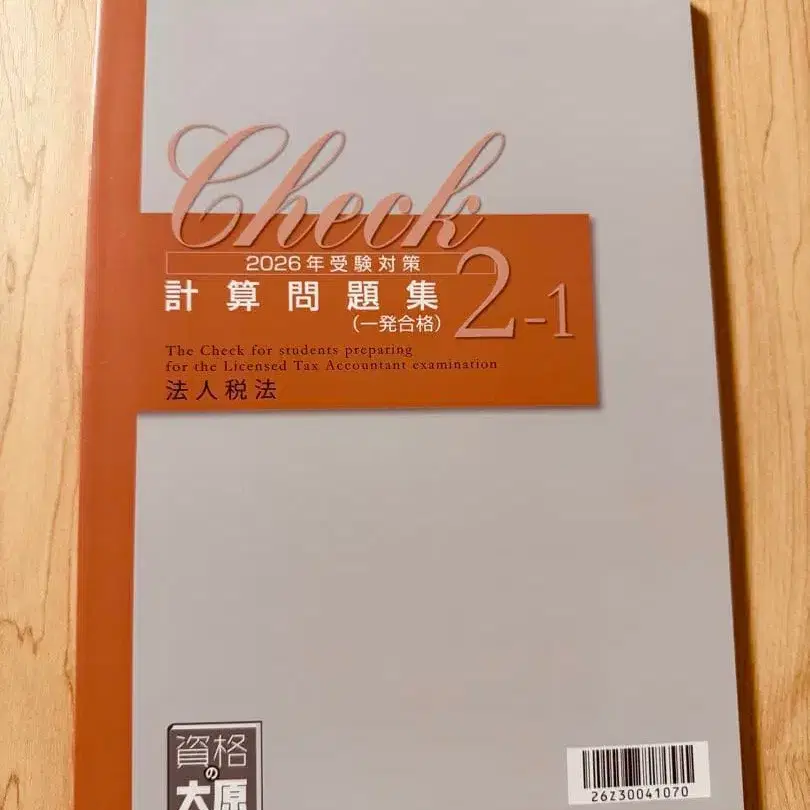 Check
2026年受験対策
計算問題集
(一発合格)
2-1
The Check for students preparing
for the Licensed Tax Accountant examination
法人税法
資格
の
大原
26Z30041070